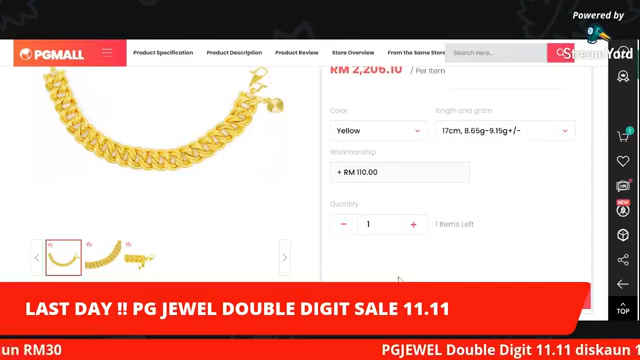 Powered by
StreamYard
PGMALL
Product Specification
Product Description
Product Review
Store Overview
From the Same Store
Search Here...
RM 2,206.10 / Per Item
Color
length and gram
Yellow
17cm, 8.65g-9.15g+/-
Workmanship
+ RM 110.00
Quantity
1
1 Items Left
NEW
TOP
LAST DAY !! PG JEWEL DOUBLE DIGIT SALE 11.11
un RM30
PGJEWEL Double Digit 11.11 diskaun 1